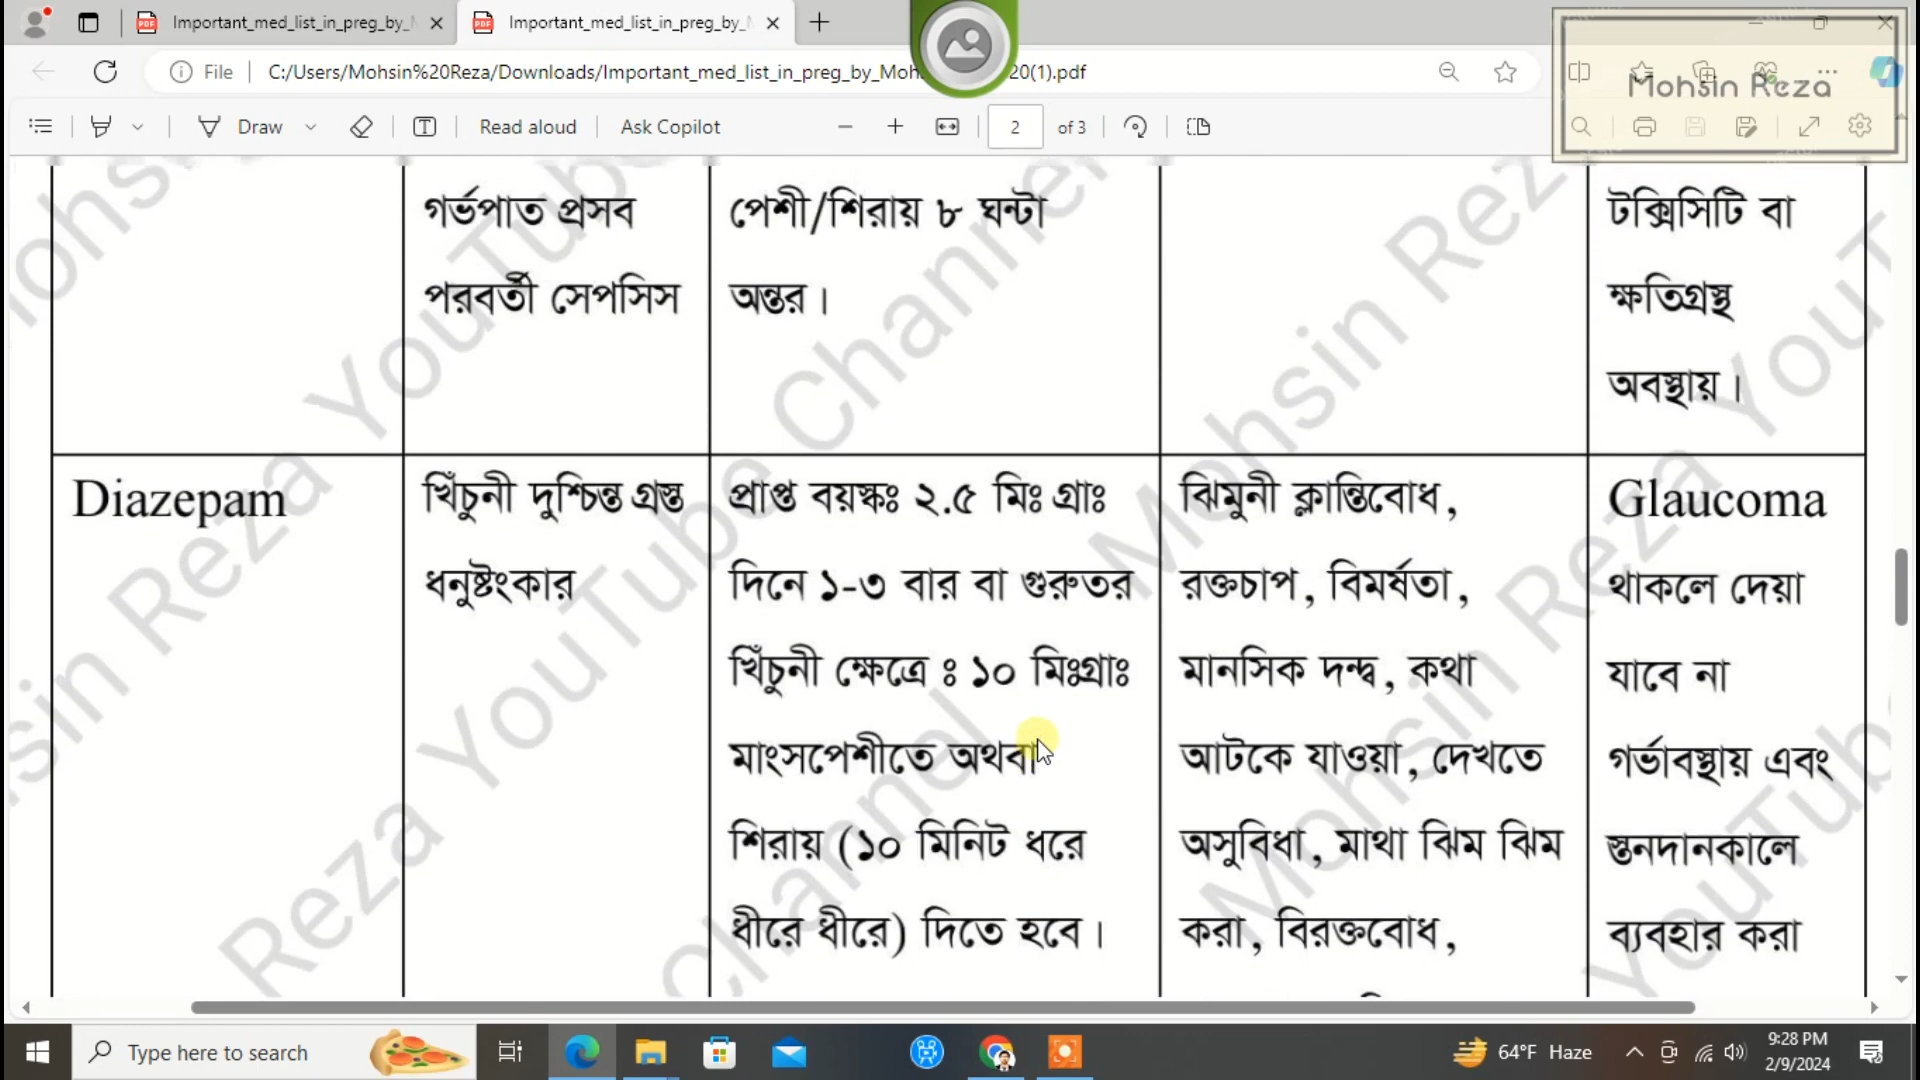 Important_med_list_in_preg_by_
Important_med_list_in_preg_by_
File
C:/Users/Mohsin%20Reza/Downloads/Important_med_list_in_preg_by_Moh
20(1).pdf
Mohsin Reza
Draw
Read aloud
Ask Copilot
2
of 3
গর্ভপাত প্রসব
পরবর্তী সেপসিস
পেশী/শিরায় ৮ ঘন্টা
অন্তর।
টক্সিসিটি বা
ক্ষতিগ্রস্থ
অবস্থায়।
Diazepam
খিঁচুনী দুশ্চিন্ত গ্রস্ত
ধনুষ্টংকার
প্রাপ্ত বয়স্কঃ ২.৫ মিঃ গ্রাঃ
দিনে ১-৩ বার বা গুরুতর
খিঁচুনী ক্ষেত্রে ঃ ১০ মিঃগ্রাঃ
মাংসপেশীতে অথবা
শিরায় (১০ মিনিট ধরে
ধীরে ধীরে) দিতে হবে।
ঝিমুনী ক্লান্তিবোধ,
রক্তচাপ, বিমর্ষতা,
মানসিক দন্দ্ব, কথা
আটকে যাওয়া, দেখতে
অসুবিধা, মাথা ঝিম ঝিম
করা, বিরক্তবোধ,
Glaucoma
থাকলে দেয়া
যাবে না
গর্ভাবস্থায় এবং
স্তনদানকালে
ব্যবহার করা
Mohsin Reza YouTube Channel
Type here to search
64°F Haze
9:28 PM
2/9/2024